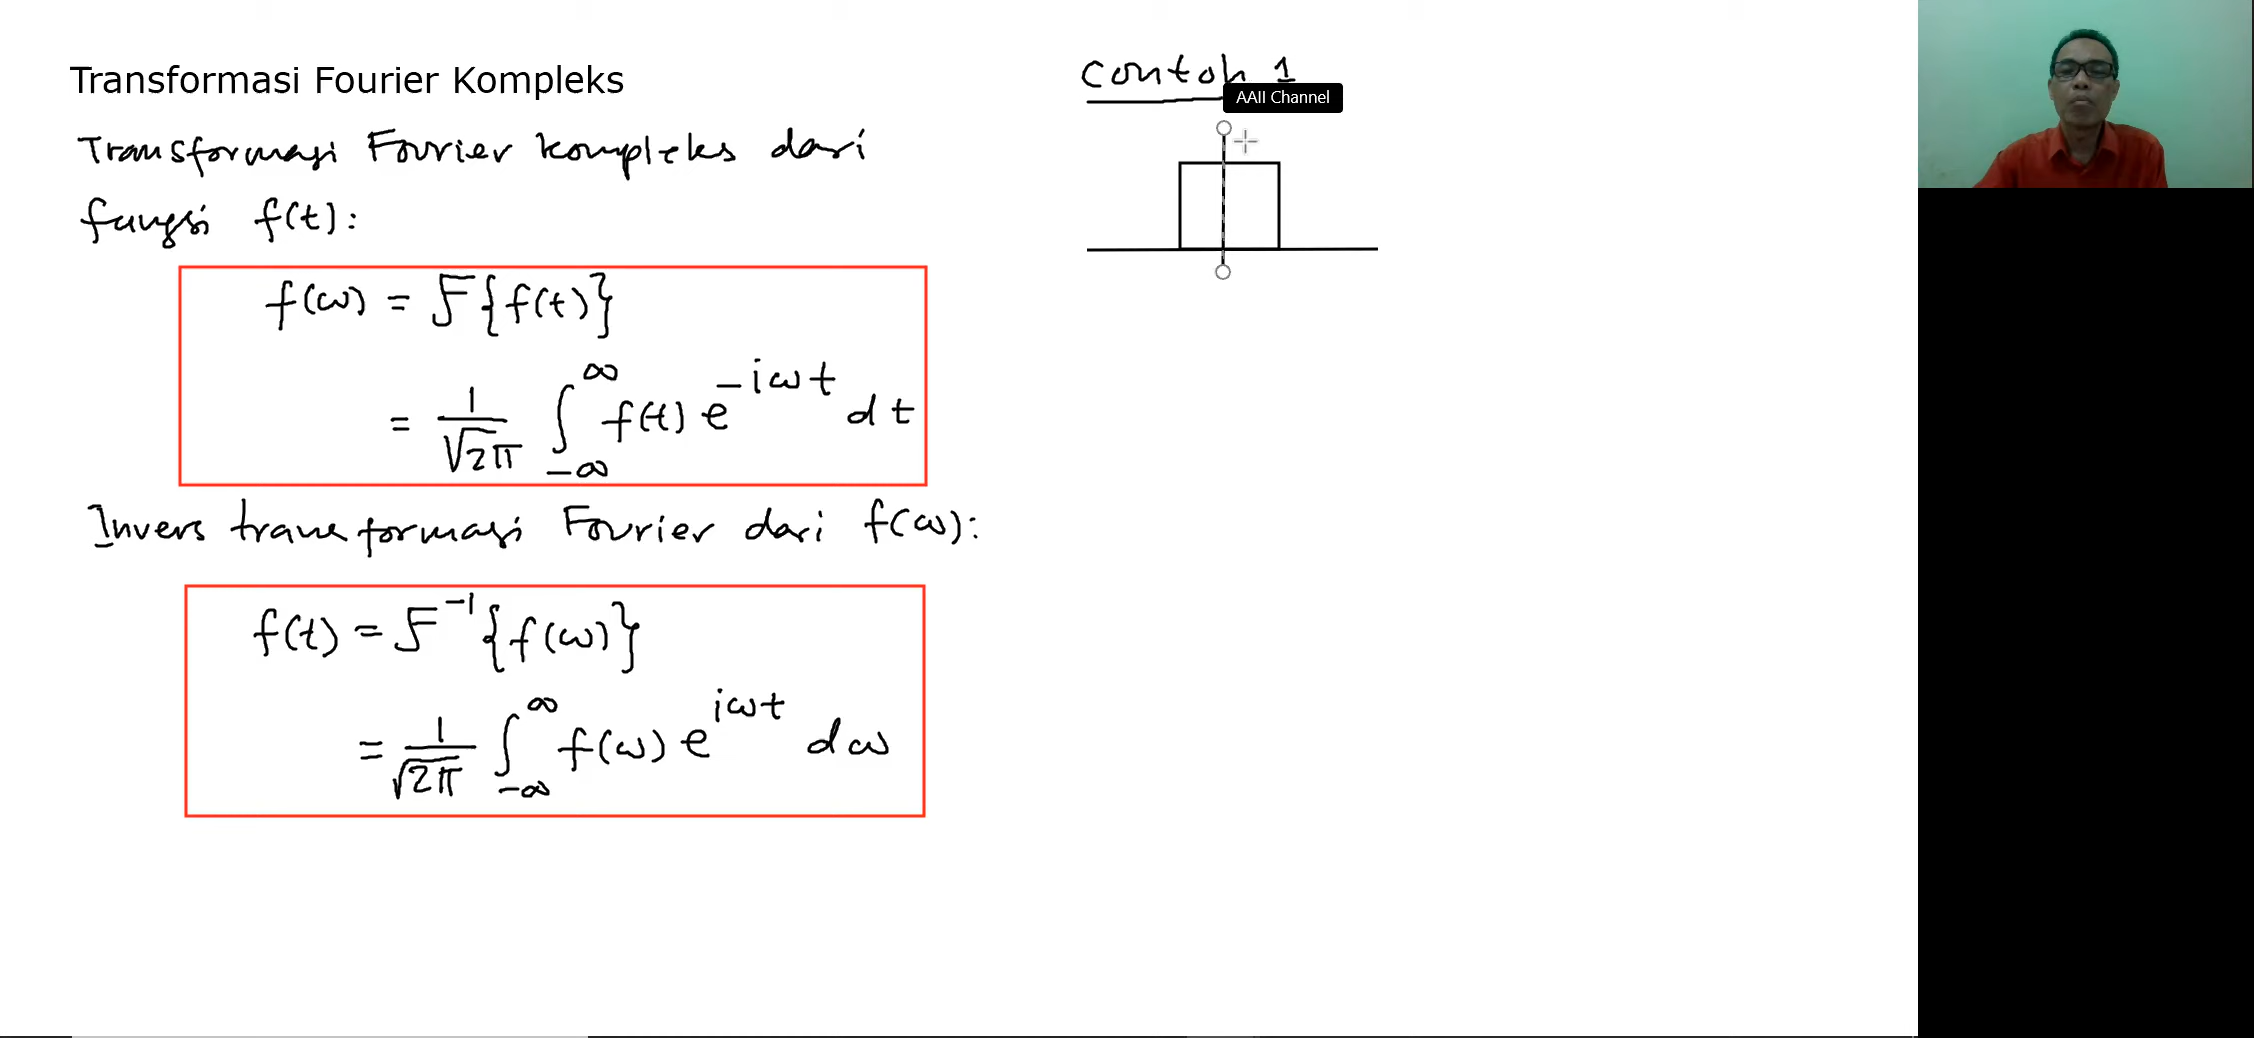 Transformasi Fourier Kompleks
Transformasi Fourier kompleks dari
fungsi f(t):
f(ω) = F{f(t)}
= 1/√2π ∫_{-∞}^{∞} f(t) e^{-iωt} dt
Invers transformasi Fourier dari f(ω):
f(t) = F^{-1}{f(ω)}
= 1/√2π ∫_{-∞}^{∞} f(ω) e^{iωt} dω
Contoh 1
AAII Channel